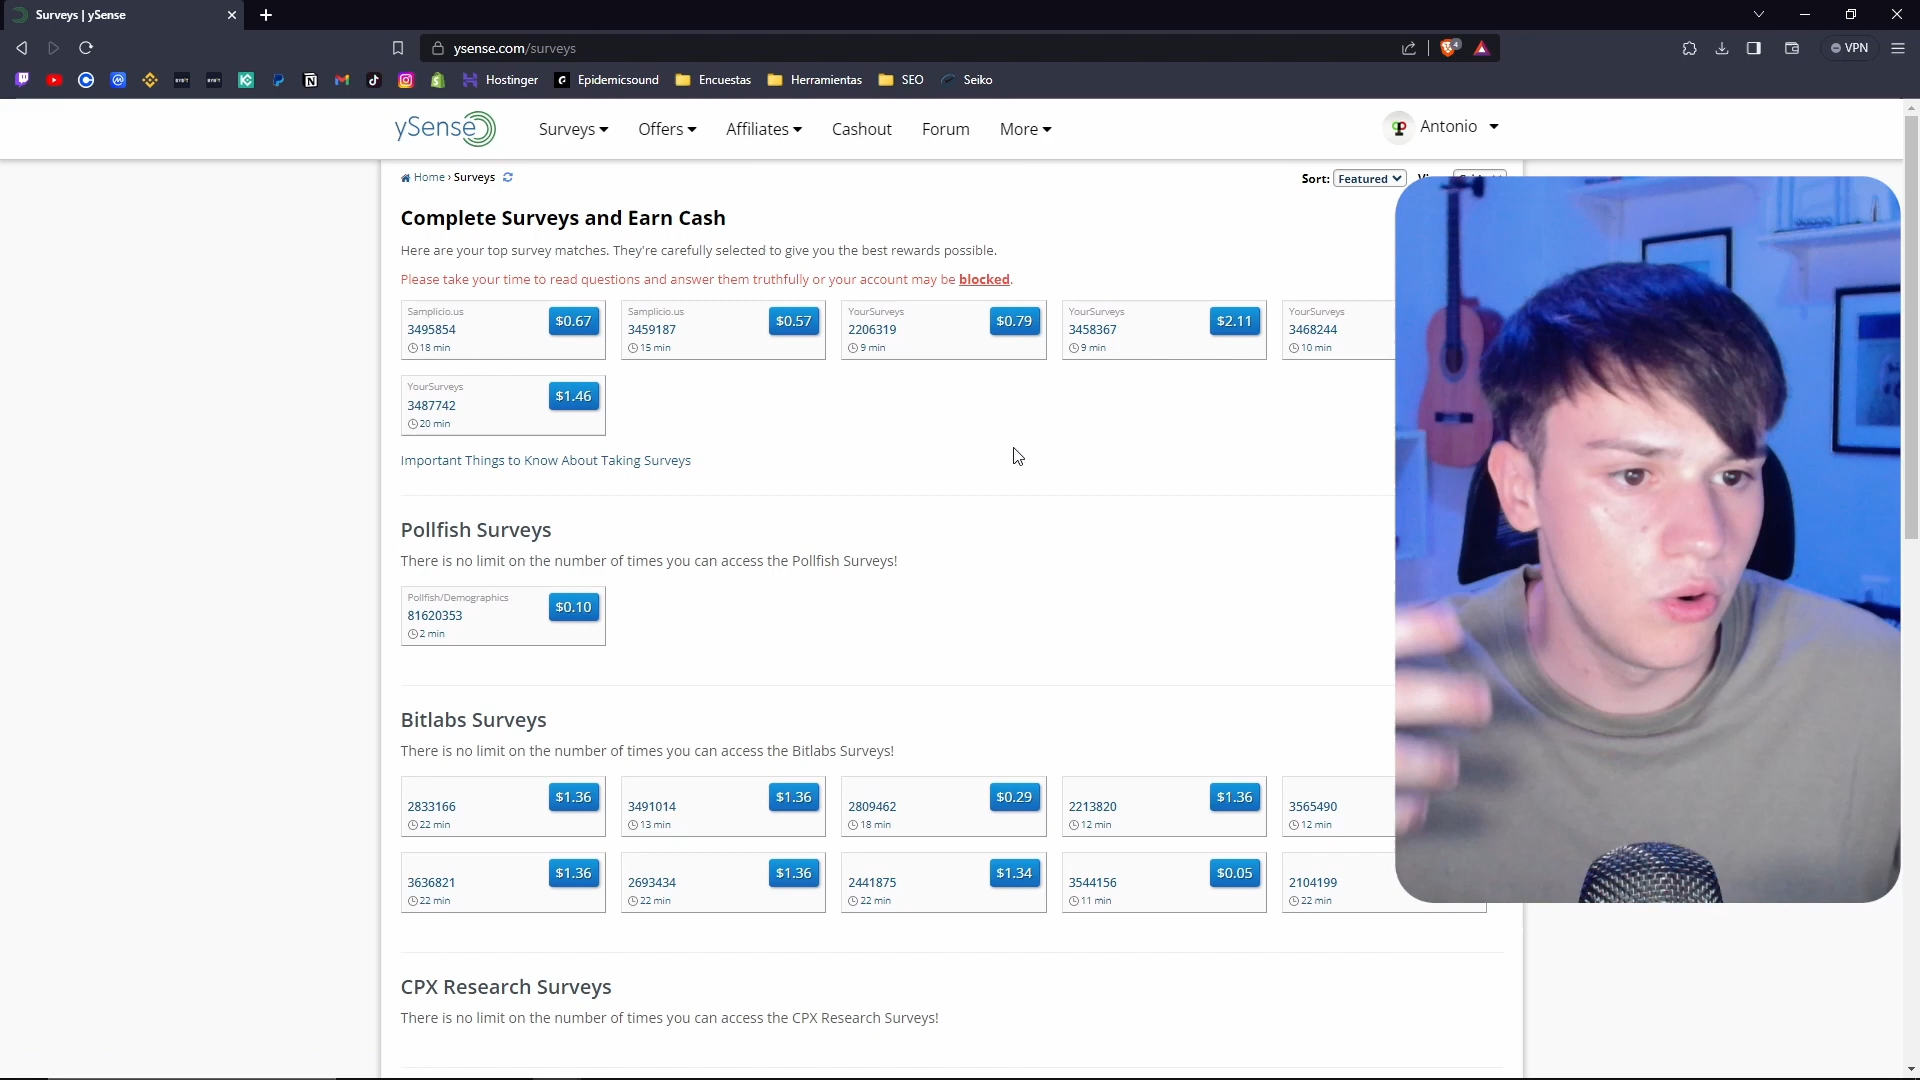 Surveys | ySense
ysense.com/surveys
4
VPN
Hostinger
Epidemicsound
Encuestas
Herramientas
SEO
Seiko
ySense
Surveys
Offers
Affiliates
Cashout
Forum
More
Antonio
Home › Surveys
Sort: Featured
Complete Surveys and Earn Cash
Here are your top survey matches. They're carefully selected to give you the best rewards possible.
Please take your time to read questions and answer them truthfully or your account may be blocked.
Samplicio.us
3495854
18 min
$0.67
Samplicio.us
3459187
15 min
$0.57
YourSurveys
2206319
9 min
$0.79
YourSurveys
3458367
9 min
$2.11
YourSurveys
3468244
10 min
YourSurveys
3487742
20 min
$1.46
Important Things to Know About Taking Surveys
Pollfish Surveys
There is no limit on the number of times you can access the Pollfish Surveys!
Pollfish/Demographics
81620353
2 min
$0.10
Bitlabs Surveys
There is no limit on the number of times you can access the Bitlabs Surveys!
2833166
22 min
$1.36
3491014
13 min
$1.36
2809462
18 min
$0.29
2213820
12 min
$1.36
3565490
12 min
3636821
22 min
$1.36
2693434
22 min
$1.36
2441875
22 min
$1.34
3544156
11 min
$0.05
2104199
22 min
CPX Research Surveys
There is no limit on the number of times you can access the CPX Research Surveys!